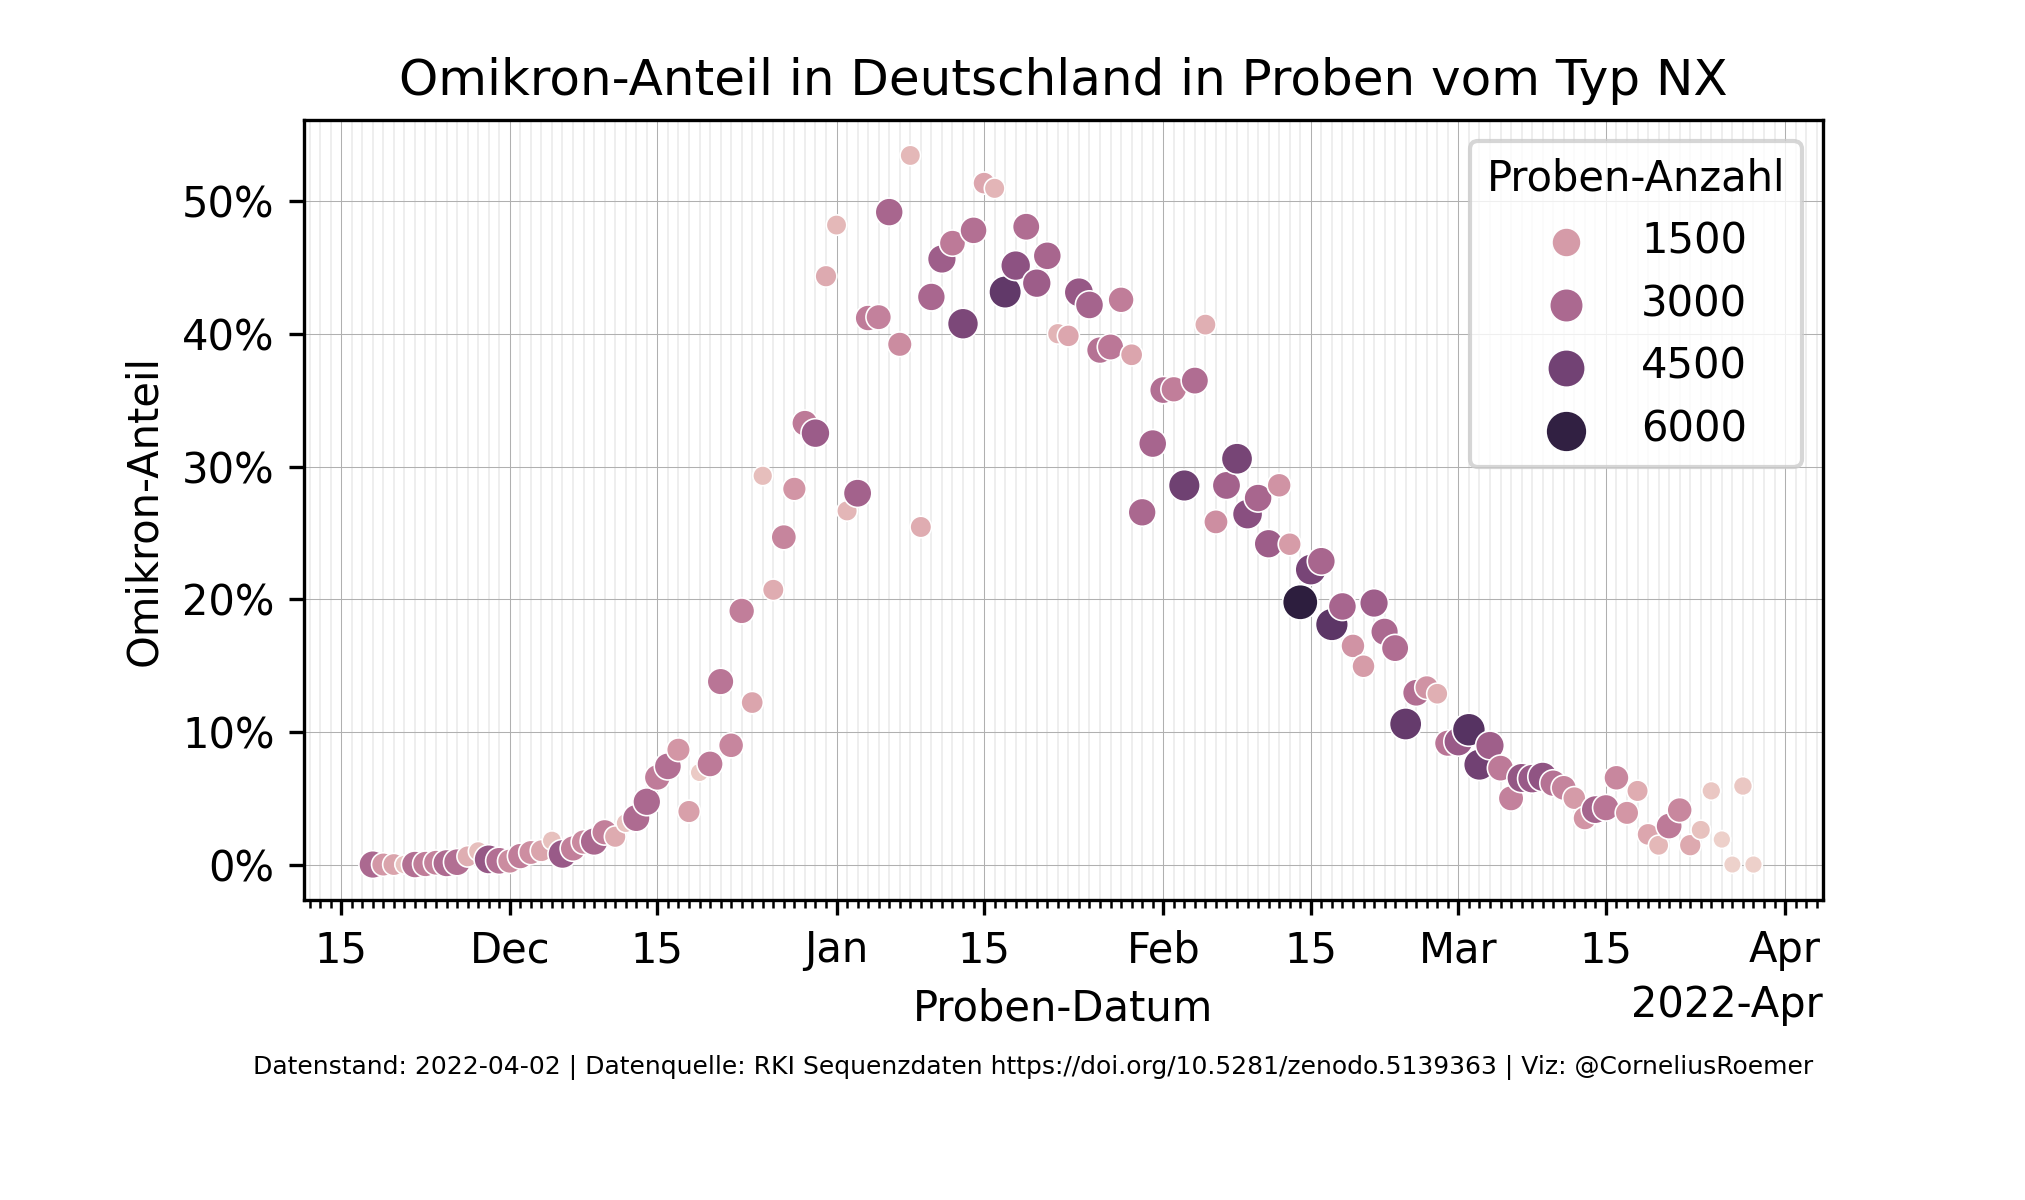 Omikron-Anteil in Deutschland in Proben vom Typ NX
Proben-Anzahl
1500
3000
4500
6000
50%
40%
30%
20%
10%
0%
Omikron-Anteil
15 Dec 15 Jan 15 Feb 15 Mar 15 Apr
Proben-Datum
2022-Apr
Datenstand: 2022-04-02 | Datenquelle: RKI Sequenzdaten https://doi.org/10.5281/zenodo.5139363 | Viz: @CorneliusRoemer